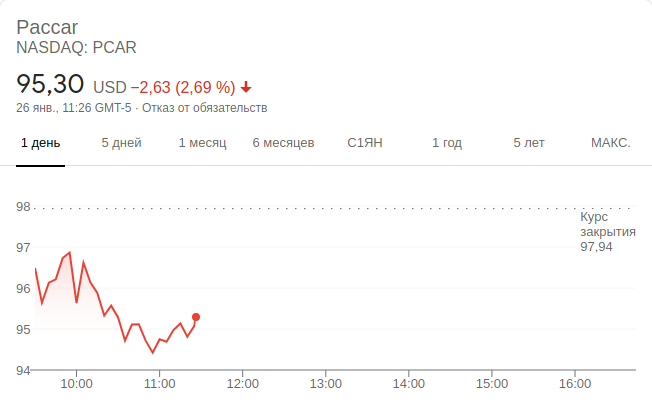 Paccar
NASDAQ: PCAR
95,30 USD −2,63 (2,69 %)
26 янв., 11:26 GMT-5 · Отказ от обязательств
1 день 5 дней 1 месяц 6 месяцев С1ЯН 1 год 5 лет МАКС.
98
Курс
закрытия
97 97,94
96
95
94
10:00 11:00 12:00 13:00 14:00 15:00 16:00